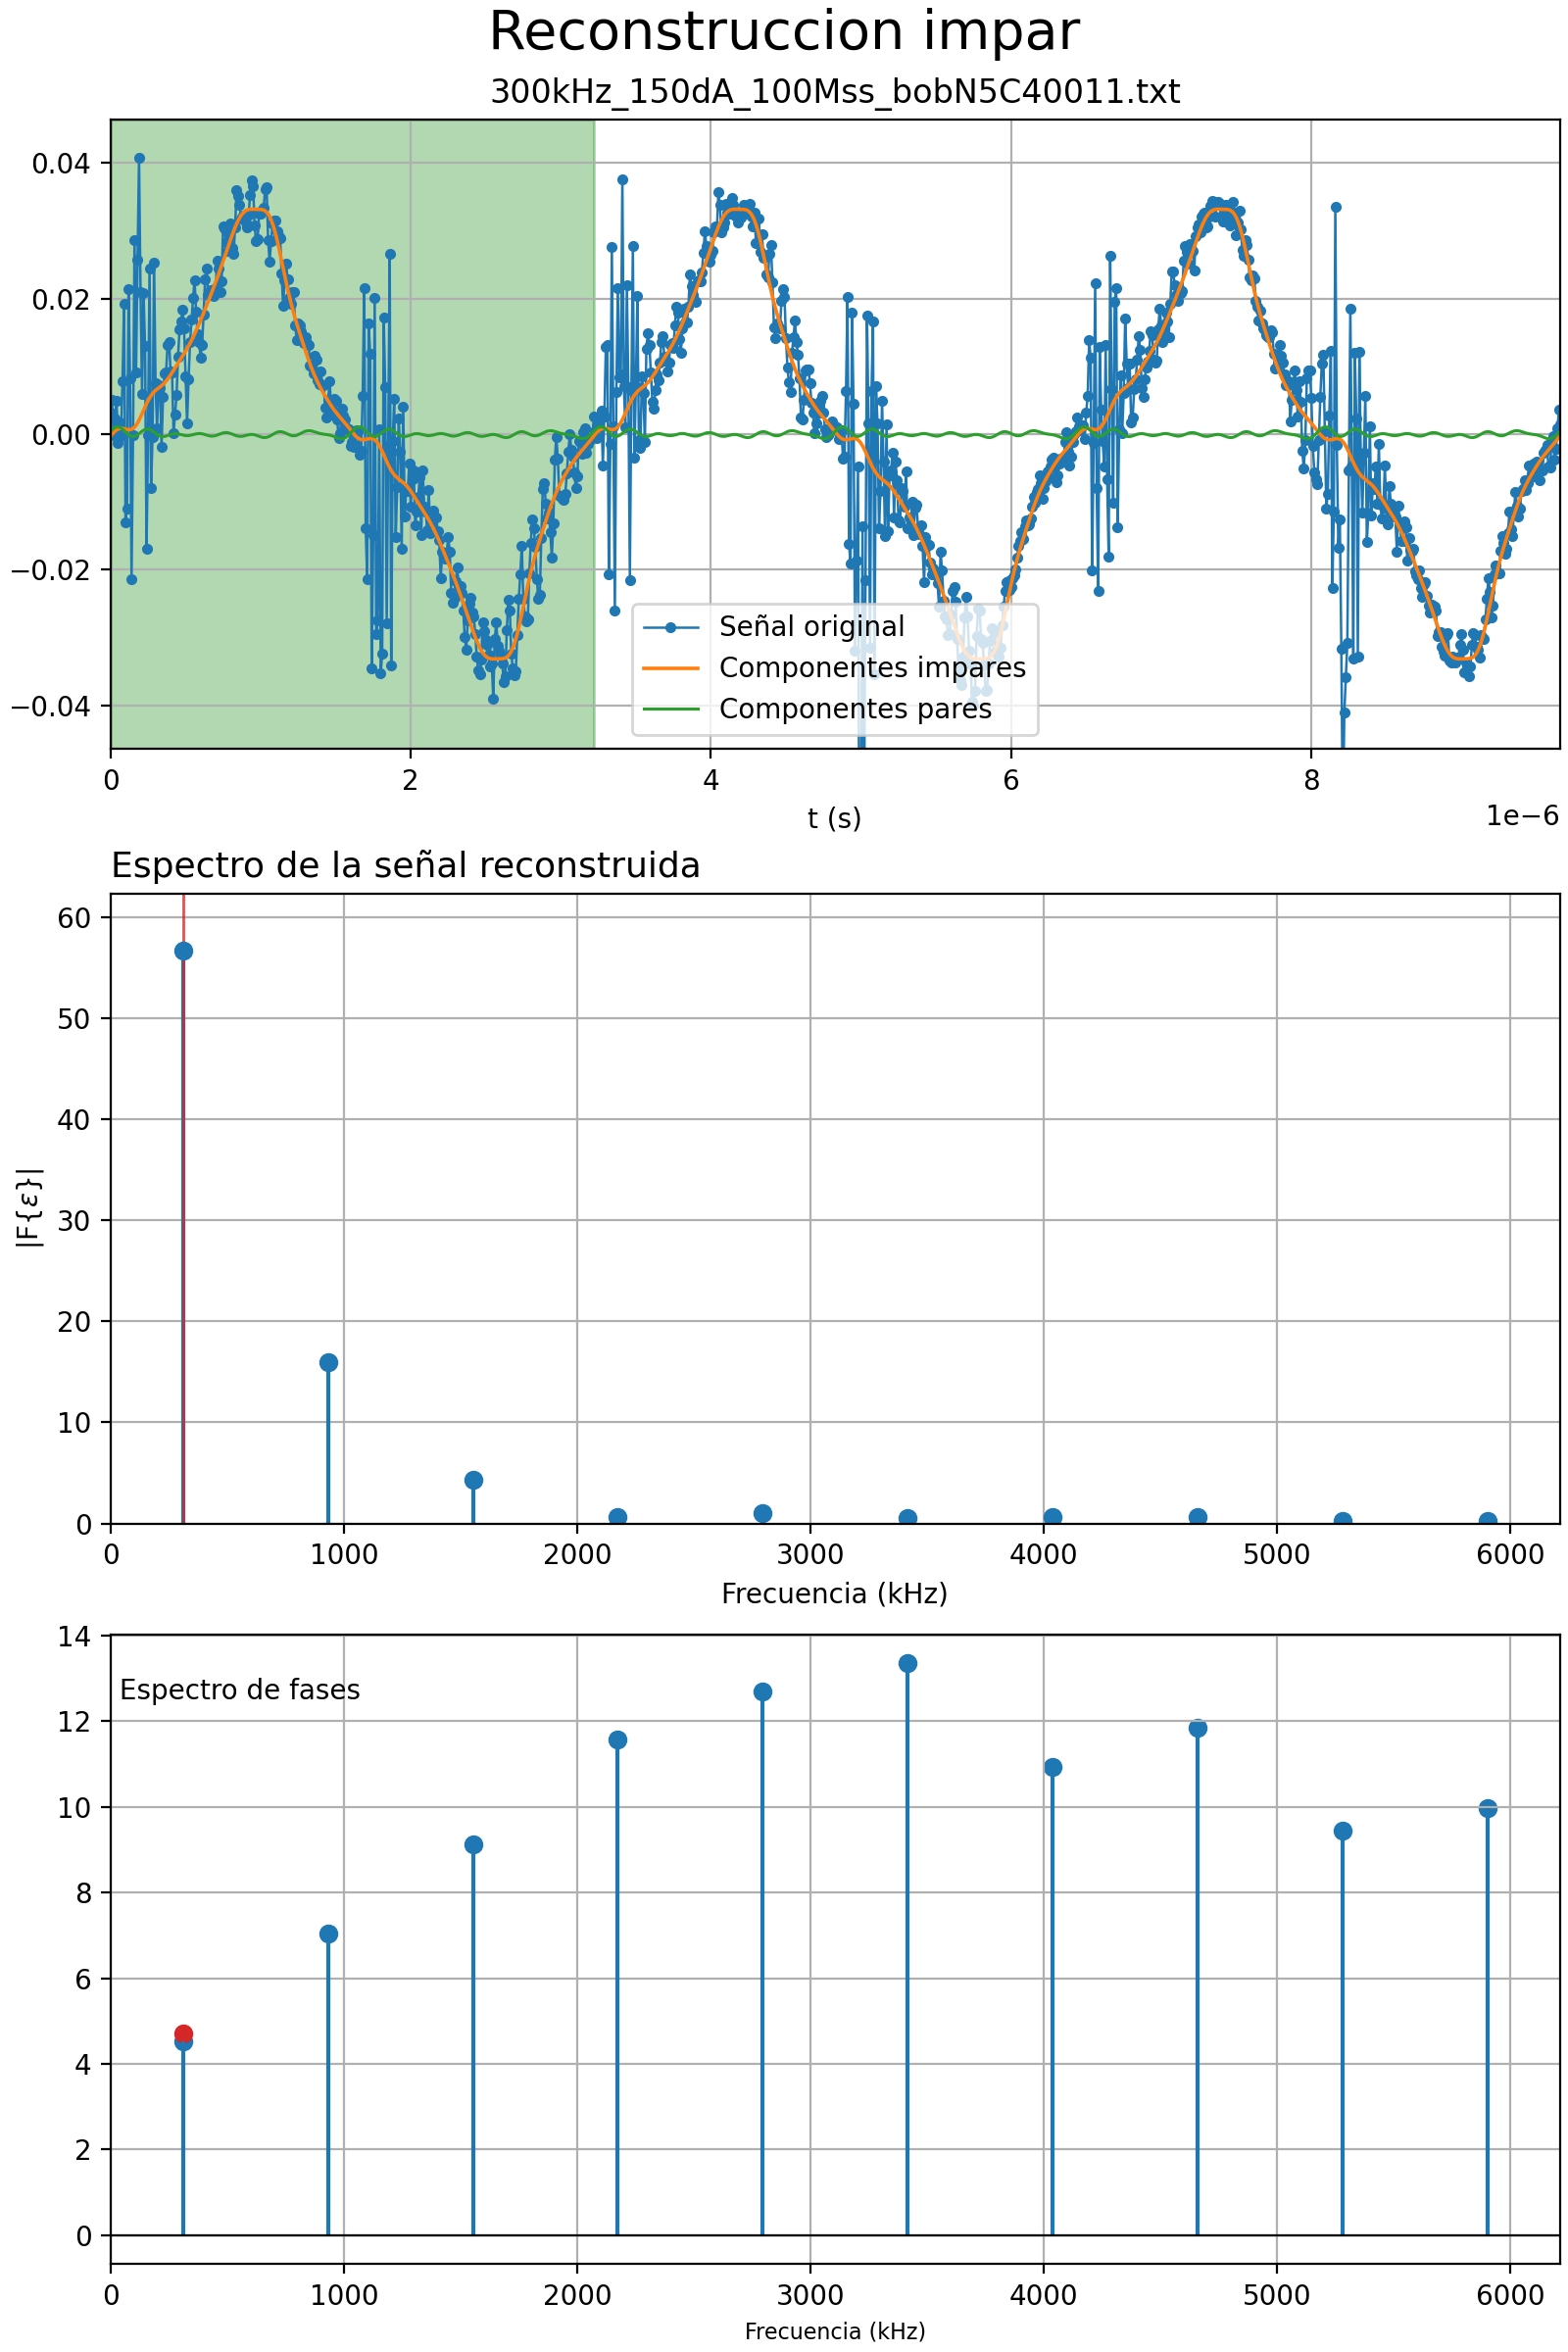 Reconstruccion impar
300kHz_150dA_100Mss_bobN5C40011.txt
0.04
0.02
0.00
−0.02
−0.04
Señal original
Componentes impares
Componentes pares
0 2 4 6 8
1e−6
t (s)
Espectro de la señal reconstruida
60
50
40
30
20
10
0
|F{ε}|
0 1000 2000 3000 4000 5000 6000
Frecuencia (kHz)
14
12
10
8
6
4
2
0
Espectro de fases
0 1000 2000 3000 4000 5000 6000
Frecuencia (kHz)